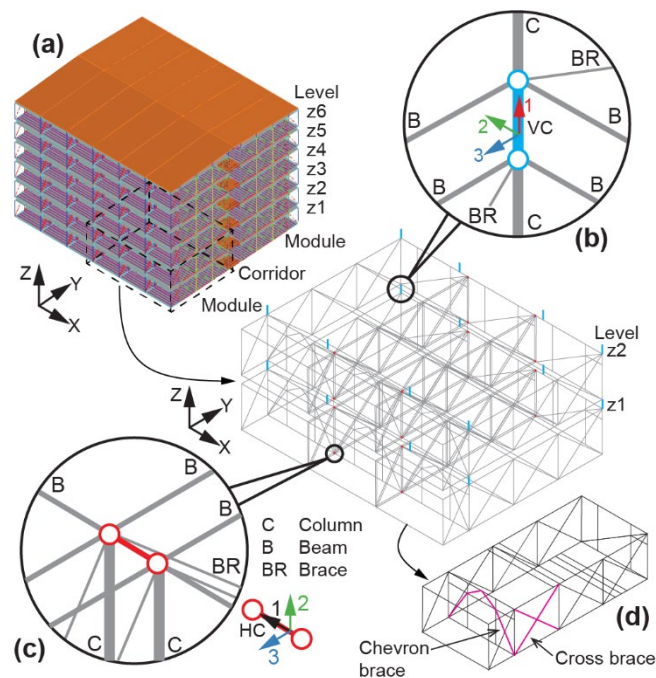 (a)
Level
z6
z5
z4
z3
z2
z1
Module
Corridor
Module
Z
Y
X
C
BR
B
1
2
VC
B
3
B
B
BR
C
(b)
Level
z2
z1
Z
Y
X
B
B
B
BR
C
C
(c)
C Column
B Beam
BR Brace
1
2
HC
3
(d)
Chevron
brace
Cross brace